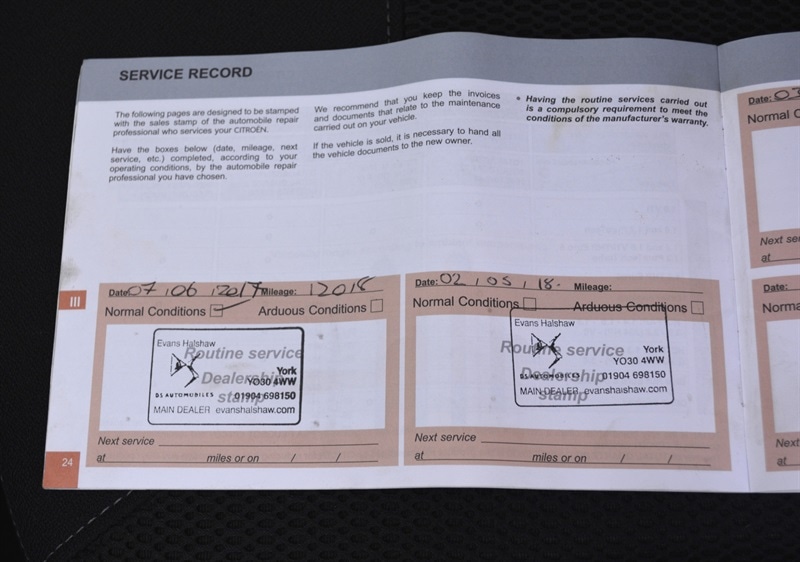 SERVICE RECORD
The following pages are designed to be stamped
with the sales stamp of the automobile repair
professional who services your CITROËN.
Have the boxes below (date, mileage, next
service, etc.) completed, according to your
operating conditions, by the automobile repair
professional you have chosen.
We recommend that you keep the invoices
and documents that relate to the maintenance
carried out on your vehicle.
If the vehicle is sold, it is necessary to hand all
the vehicle documents to the new owner.
• Having the routine services carried out
is a compulsory requirement to meet the
conditions of the manufacturer's warranty.
III
Date: 07 / 06 / 2017 Mileage: 12018
Normal Conditions Arduous Conditions
Routine service
Dealership
stamp
Evans Halshaw
York
YO30 4WW
DS AUTOMOBILES 01904 698150
MAIN DEALER evanshalshaw.com
Next service
at miles or on / /
Date: 02 / 05 / 18. Mileage:
Normal Conditions Arduous Conditions
Routine service
Dealership
stamp
Evans Halshaw
York
YO30 4WW
DS AUTOMOBILES 01904 698150
MAIN DEALER evanshalshaw.com
Next service
at miles or on / /
24
Date: 0
Normal C
Next se
at
Date:
Norma
Next
at